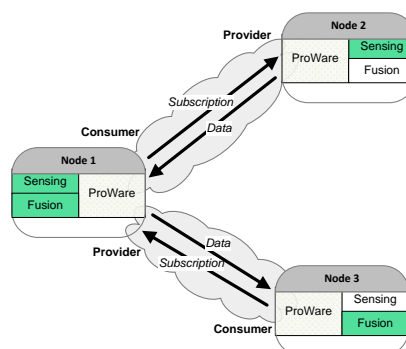 Node 2
Provider
Sensing
ProWare
Fusion
Subscription
Data
Consumer
Node 1
Sensing
ProWare
Fusion
Provider
Data
Subscription
Node 3
Sensing
ProWare
Fusion
Consumer